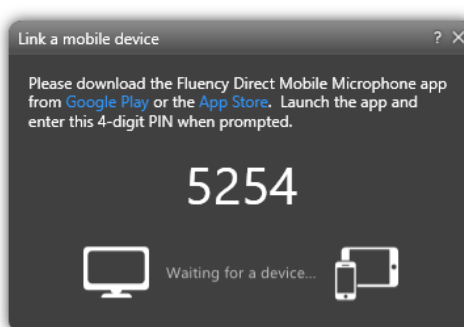 Link a mobile device ?
Please download the Fluency Direct Mobile Microphone app
from Google Play or the App Store. Launch the app and
enter this 4-digit PIN when prompted.
5254
Waiting for a device...